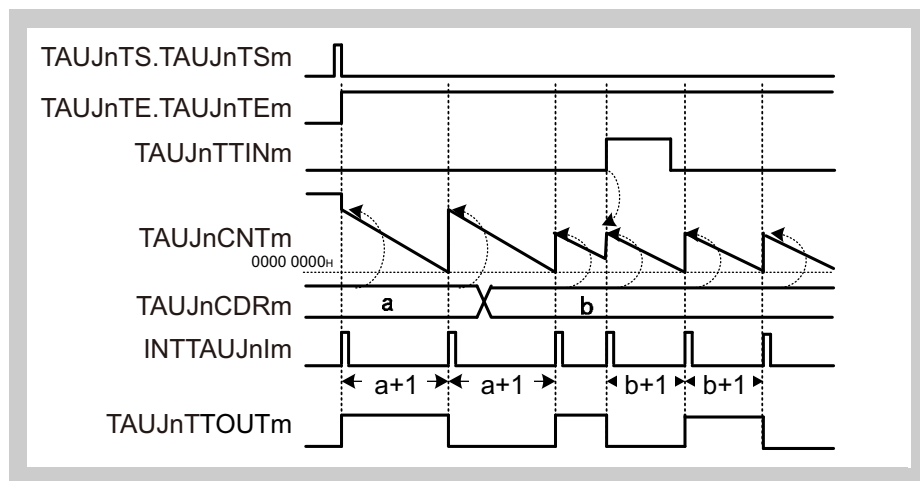 TAUJnTS.TAUJnTSm
TAUJnTE.TAUJnTEm
TAUJnTTINm
TAUJnCNTm
0000 0000H
TAUJnCDRm
a
b
INTTAUJnIm
a+1
a+1
b+1
b+1
TAUJnTTOUTm